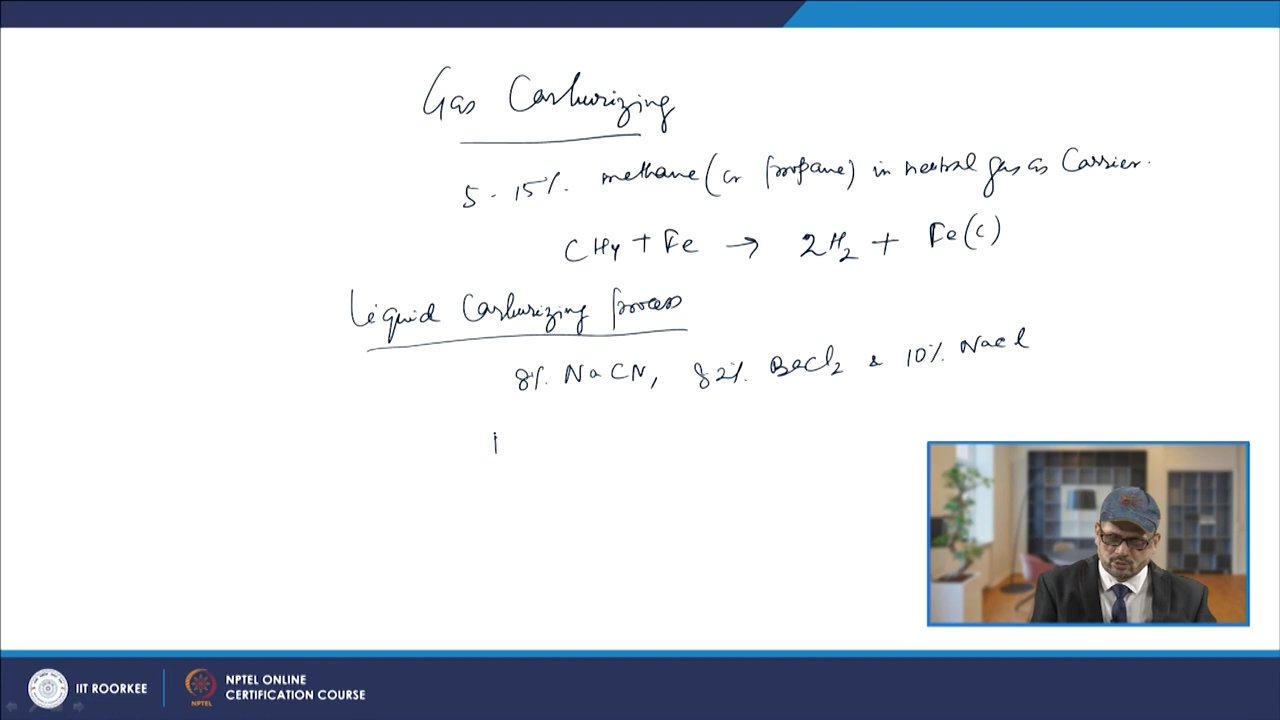 Gas Carburizing
5-15% methane (or propane) in neutral gas as Carrier.
CH4 + Fe → 2H2 + Fe(C)
Liquid Carburizing process
8% NaCN, 82% BaCl2 & 10% NaCl
IIT ROORKEE
NPTEL
NPTEL ONLINE
CERTIFICATION COURSE